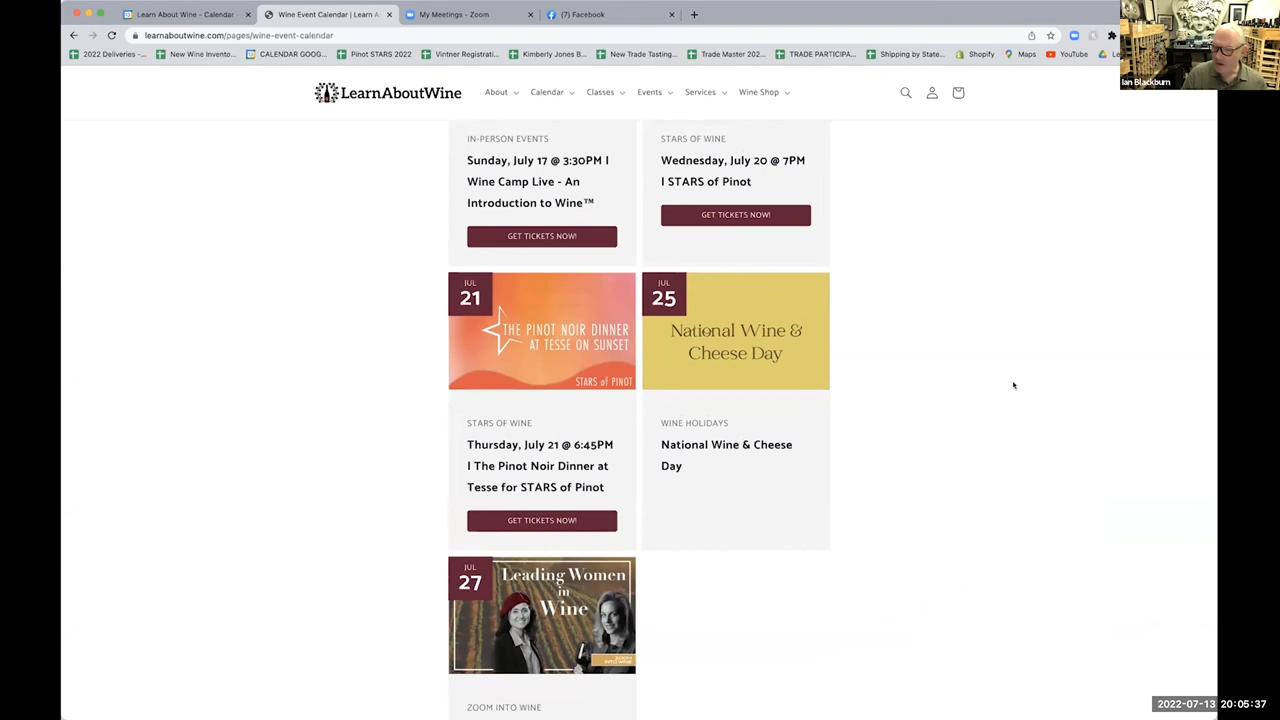 Learn About Wine - Calendar -
Wine Event Calendar | Learn A
My Meetings - Zoom
(7) Facebook
learnaboutwine.com/pages/wine-event-calendar
2022 Deliveries -...
New Wine Invento...
CALENDAR GOOG...
Pinot STARS 2022
Vintner Registrati...
Kimberly Jones B...
New Trade Tasting...
Trade Master 202...
TRADE PARTICIPA...
Shipping by State...
Shopify
Maps
YouTube
Le
Ian Blackburn
LearnAboutWine
About
Calendar
Classes
Events
Services
Wine Shop
IN-PERSON EVENTS
Sunday, July 17 @ 3:30PM |
Wine Camp Live - An
Introduction to Wine™
GET TICKETS NOW!
STARS OF WINE
Wednesday, July 20 @ 7PM
| STARS of Pinot
GET TICKETS NOW!
JUL
21
THE PINOT NOIR DINNER
AT TESSE ON SUNSET
STARS of PINOT
STARS OF WINE
Thursday, July 21 @ 6:45PM
| The Pinot Noir Dinner at
Tesse for STARS of Pinot
GET TICKETS NOW!
JUL
25
National Wine &
Cheese Day
WINE HOLIDAYS
National Wine & Cheese
Day
JUL
27
Leading Women
in
Wine
ZOOM
INTO WINE
ZOOM INTO WINE
2022-07-13 20:05:37